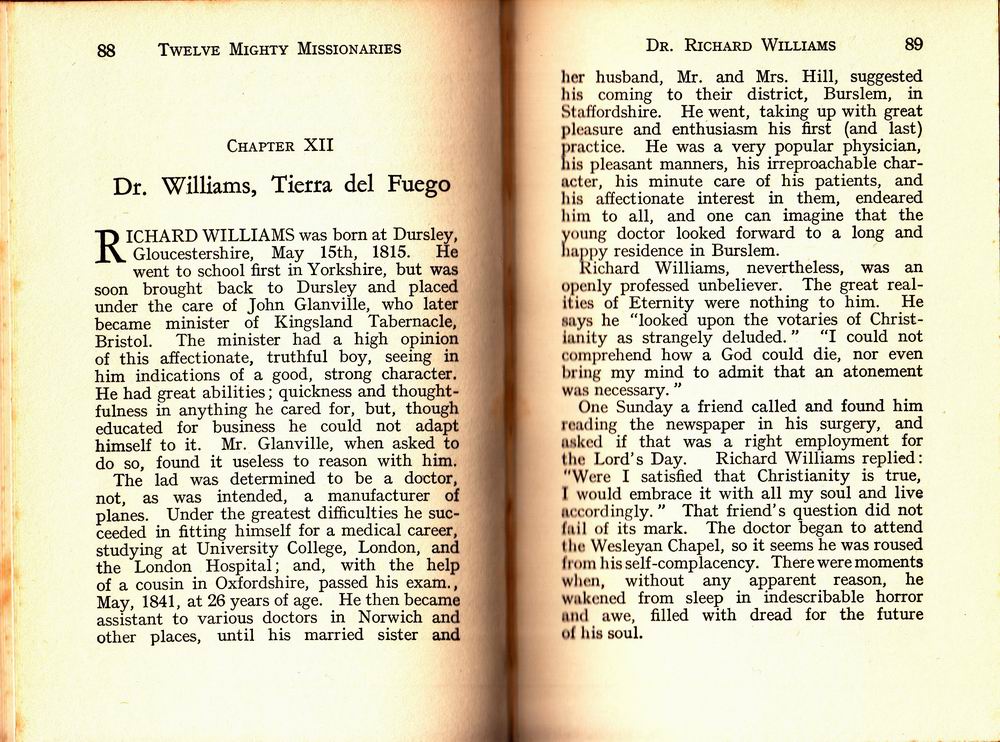 88 TWELVE MIGHTY MISSIONARIES
CHAPTER XII
Dr. Williams, Tierra del Fuego
RICHARD WILLIAMS was born at Dursley,
Gloucestershire, May 15th, 1815. He
went to school first in Yorkshire, but was
soon brought back to Dursley and placed
under the care of John Glanville, who later
became minister of Kingsland Tabernacle,
Bristol. The minister had a high opinion
of this affectionate, truthful boy, seeing in
him indications of a good, strong character.
He had great abilities; quickness and thought-
fulness in anything he cared for, but, though
educated for business he could not adapt
himself to it. Mr. Glanville, when asked to
do so, found it useless to reason with him.
The lad was determined to be a doctor,
not, as was intended, a manufacturer of
planes. Under the greatest difficulties he suc-
ceeded in fitting himself for a medical career,
studying at University College, London, and
the London Hospital; and, with the help
of a cousin in Oxfordshire, passed his exam.,
May, 1841, at 26 years of age. He then became
assistant to various doctors in Norwich and
other places, until his married sister and
DR. RICHARD WILLIAMS 89
her husband, Mr. and Mrs. Hill, suggested
his coming to their district, Burslem, in
Staffordshire. He went, taking up with great
pleasure and enthusiasm his first (and last)
practice. He was a very popular physician,
his pleasant manners, his irreproachable char-
acter, his minute care of his patients, and
his affectionate interest in them, endeared
him to all, and one can imagine that the
young doctor looked forward to a long and
happy residence in Burslem.
Richard Williams, nevertheless, was an
openly professed unbeliever. The great real-
ities of Eternity were nothing to him. He
says he "looked upon the votaries of Christ-
ianity as strangely deluded." "I could not
comprehend how a God could die, nor even
bring my mind to admit that an atonement
was necessary."
One Sunday a friend called and found him
reading the newspaper in his surgery, and
asked if that was a right employment for
the Lord's Day. Richard Williams replied:
"Were I satisfied that Christianity is true,
I would embrace it with all my soul and live
accordingly." That friend's question did not
fail of its mark. The doctor began to attend
the Wesleyan Chapel, so it seems he was roused
from his self-complacency. There were moments
when, without any apparent reason, he
wakened from sleep in indescribable horror
and awe, filled with dread for the future
of his soul.